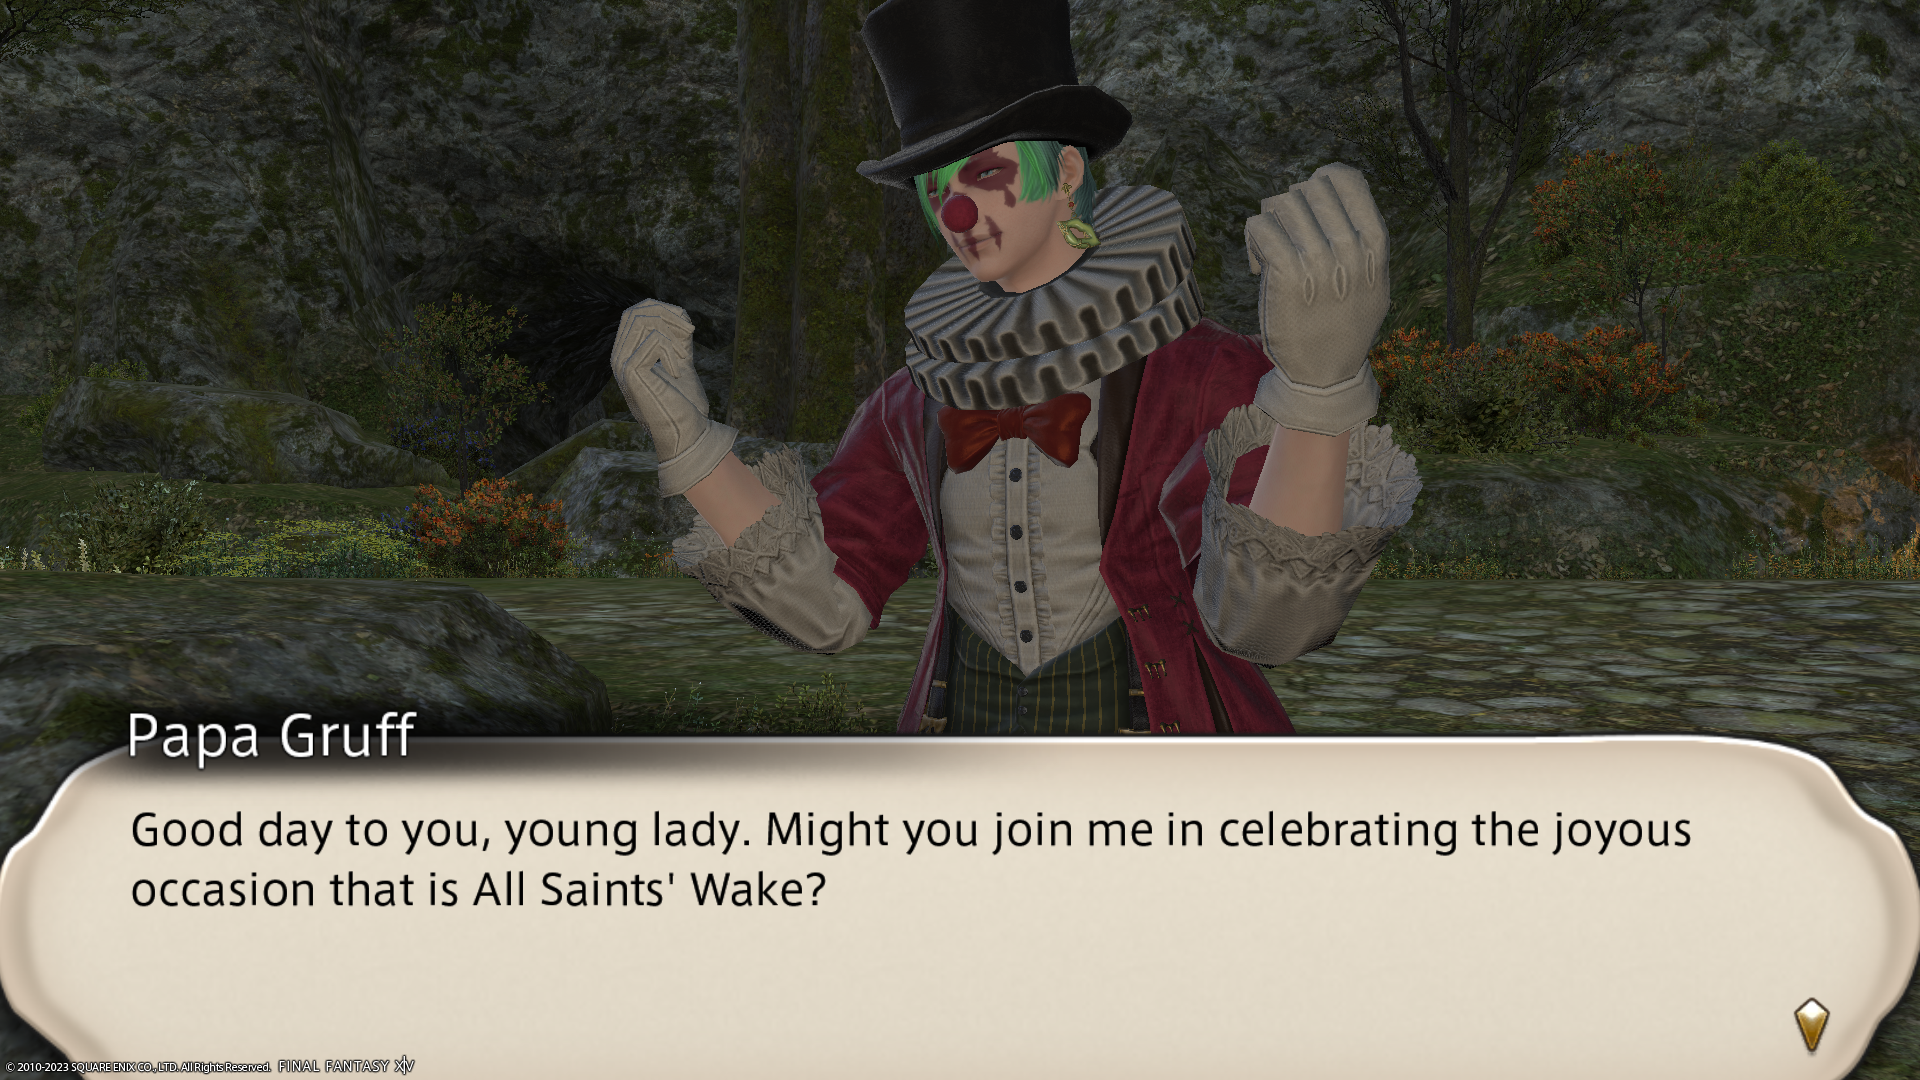 Papa Gruff
Good day to you, young lady. Might you join me in celebrating the joyous
occasion that is All Saints' Wake?
© 2010-2023 SQUARE ENIX CO., LTD. All Rights Reserved. FINAL FANTASY XIV